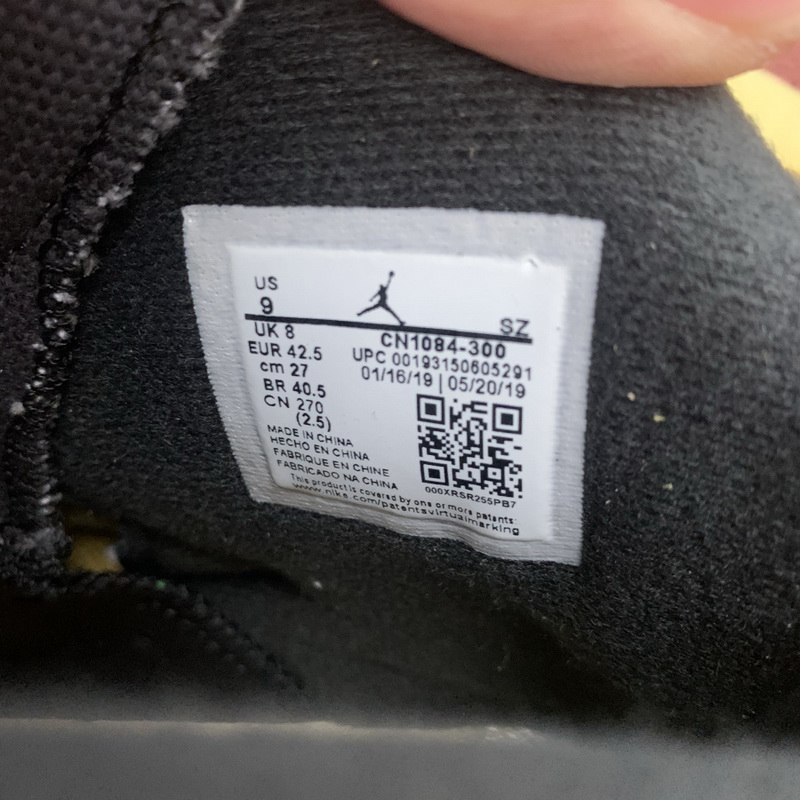 US
9
SZ
UK 8
CN1084-300
EUR 42.5
UPC 00193150605291
cm 27
01/16/19 | 05/20/19
BR 40.5
CN 270
(2.5)
MADE IN CHINA
HECHO EN CHINA
FABRIQUE EN CHINE
FABRICADO NA CHINA
000XRSR255PB7
This product is covered by one or more patents:
www.nike.com/patentsvirtualmarking